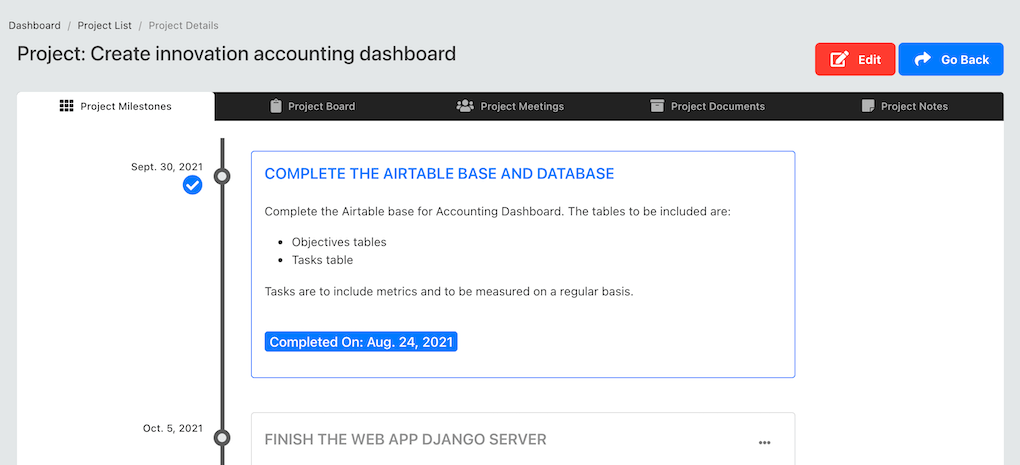 Dashboard / Project List / Project Details
Project: Create innovation accounting dashboard
Edit
Go Back
Project Milestones
Project Board
Project Meetings
Project Documents
Project Notes
Sept. 30, 2021
COMPLETE THE AIRTABLE BASE AND DATABASE
Complete the Airtable base for Accounting Dashboard. The tables to be included are:
• Objectives tables
• Tasks table
Tasks are to include metrics and to be measured on a regular basis.
Completed On: Aug. 24, 2021
Oct. 5, 2021
FINISH THE WEB APP DJANGO SERVER
...